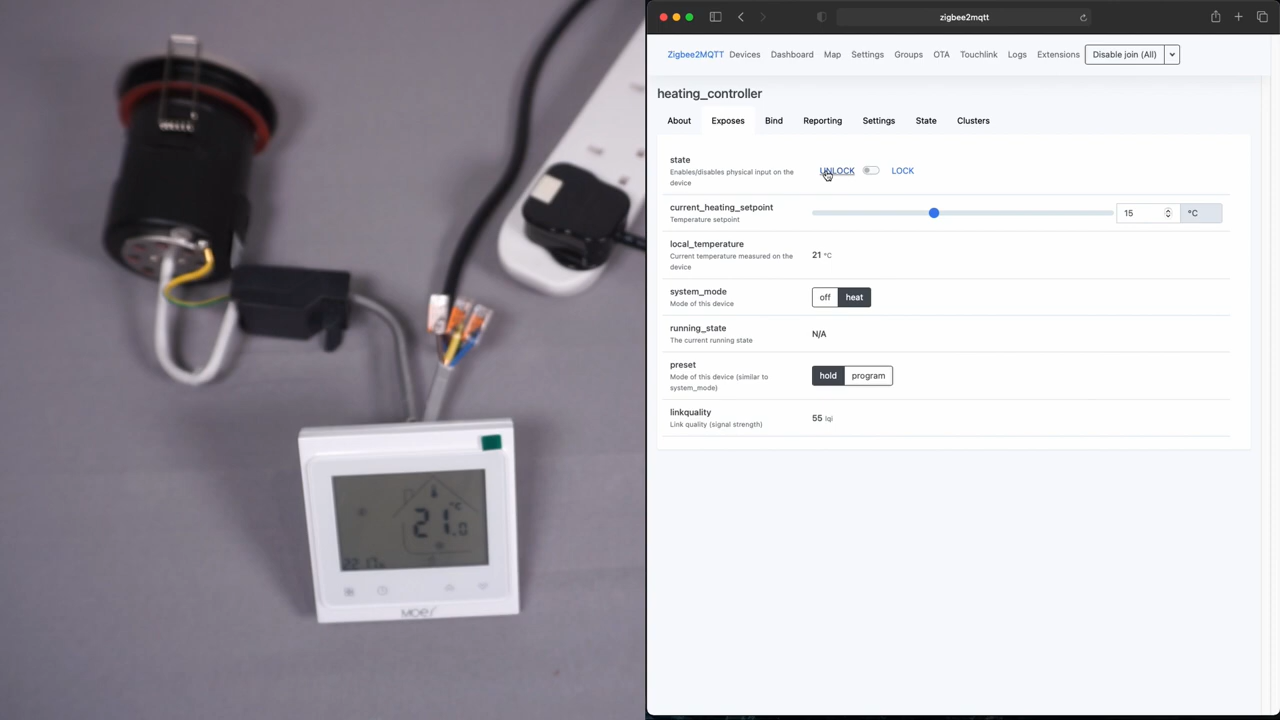 zigbee2mqtt
Zigbee2MQTT Devices Dashboard Map Settings Groups OTA Touchlink Logs Extensions Disable join (All)
heating_controller
About Exposes Bind Reporting Settings State Clusters
state
Enables/disables physical input on the
device
UNLOCK LOCK
current_heating_setpoint
Temperature setpoint
15 °C
local_temperature
Current temperature measured on the
device
21 °C
system_mode
Mode of this device
off heat
running_state
The current running state
N/A
preset
Mode of this device (similar to
system_mode)
hold program
linkquality
Link quality (signal strength)
55 lqi
°C
21.0
MOES